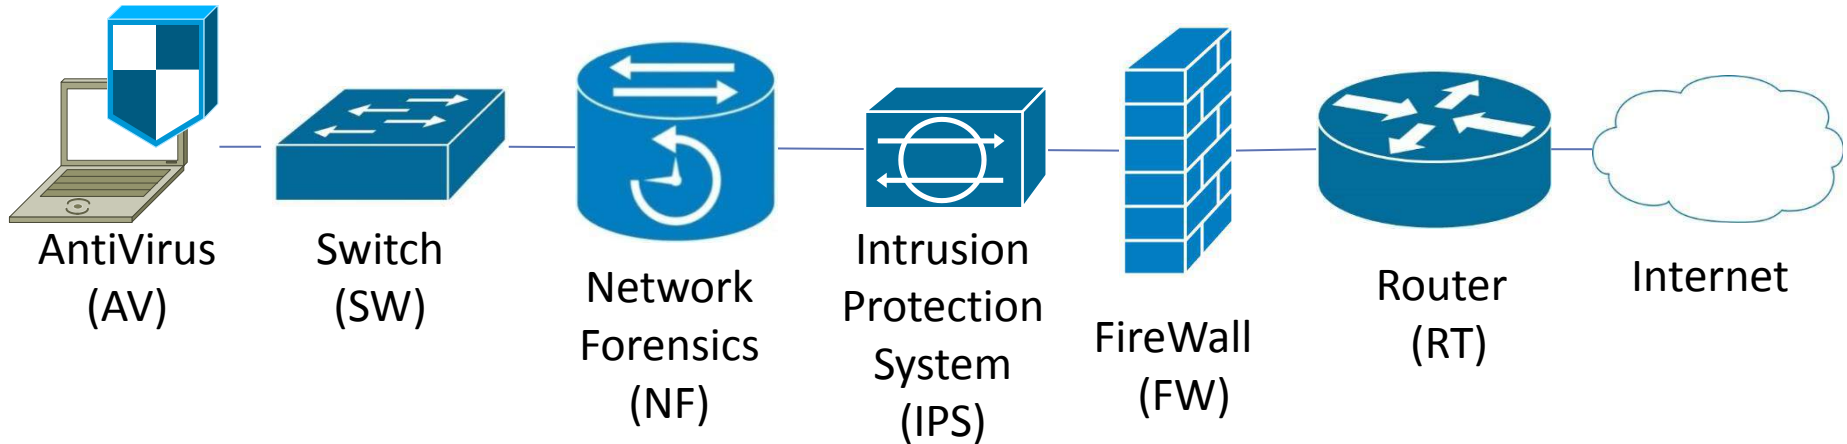 AntiVirus
(AV)
Switch
(SW)
Network
Forensics
(NF)
Intrusion
Protection
System
(IPS)
FireWall
(FW)
Router
(RT)
Internet